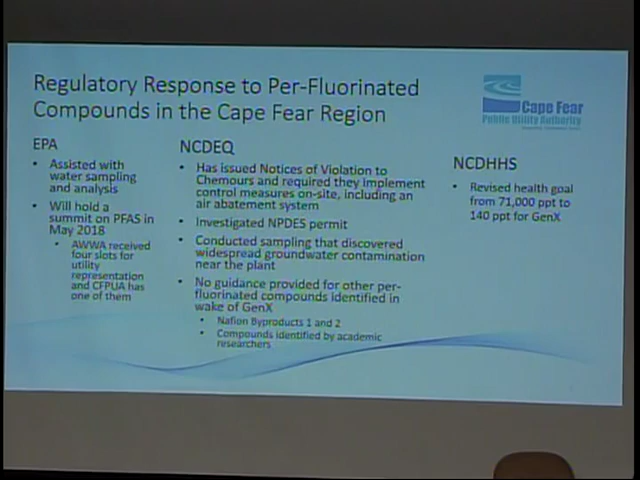 Regulatory Response to Per-Fluorinated
Compounds in the Cape Fear Region
Cape Fear
Public Utility Authority
EPA
• Assisted with
water sampling
and analysis
• Will hold a
summit on PFAS in
May 2018
• AWWA received
four slots for
utility
representation
and CFPUA has
one of them
NCDEQ
• Has issued Notices of Violation to
Chemours and required they implement
control measures on-site, including an
air abatement system
• Investigated NPDES permit
• Conducted sampling that discovered
widespread groundwater contamination
near the plant
• No guidance provided for other per-
fluorinated compounds identified in
wake of GenX
• Nafion Byproducts 1 and 2
• Compounds identified by academic
researchers
NCDHHS
• Revised health goal
from 71,000 ppt to
140 ppt for GenX